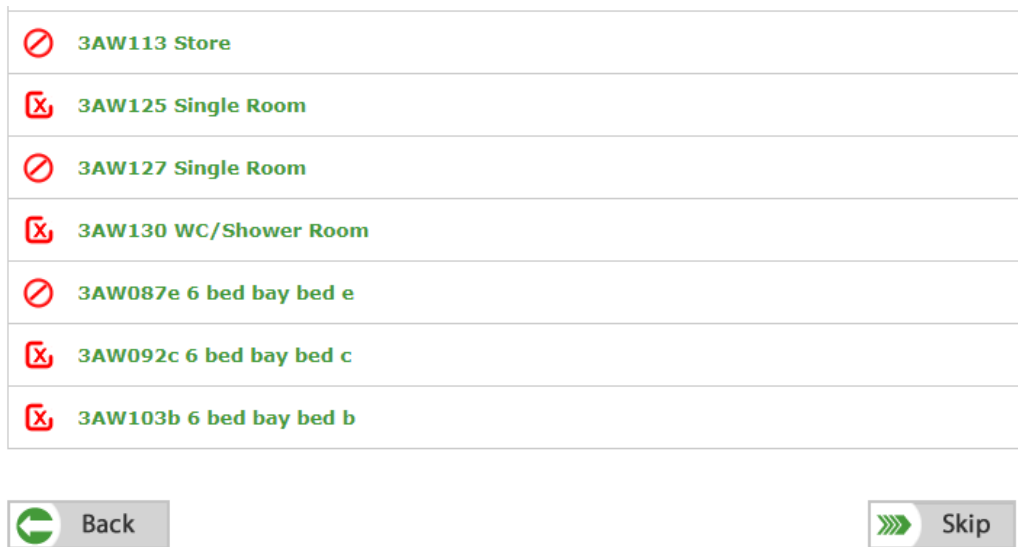 3AW113 Store
3AW125 Single Room
3AW127 Single Room
3AW130 WC/Shower Room
3AW087e 6 bed bay bed e
3AW092c 6 bed bay bed c
3AW103b 6 bed bay bed b
Back
Skip